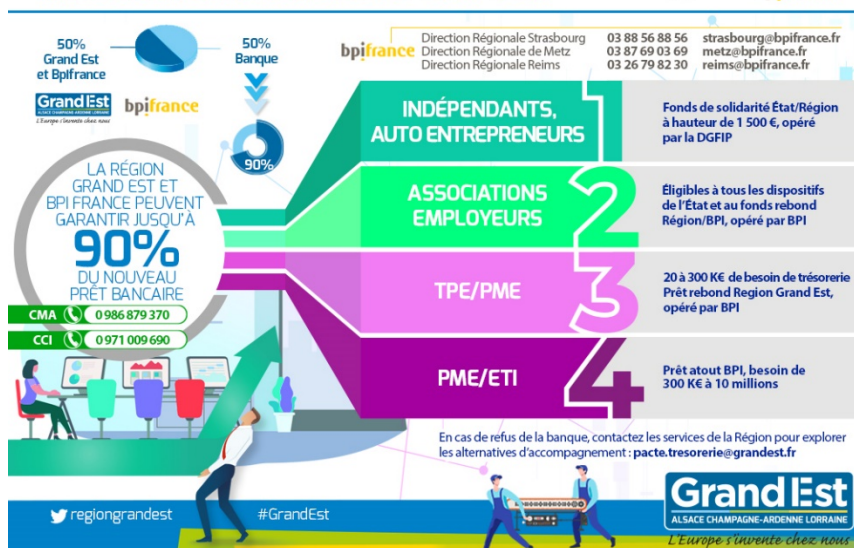 50%
Grand Est
et Bpifrance
50%
Banque
Grand Est
ALSACE CHAMPAGNE-ARDENNE LORRAINE
L'Europe s'invente chez nous
bpifrance
90%
bpifrance
Direction Régionale Strasbourg 03 88 56 88 56 strasbourg@bpifrance.fr
Direction Régionale de Metz 03 87 69 03 69 metz@bpifrance.fr
Direction Régionale Reims 03 26 79 82 30 reims@bpifrance.fr
LA RÉGION
GRAND EST ET
BPI FRANCE PEUVENT
GARANTIR JUSQU'À
90%
DU NOUVEAU
PRÊT BANCAIRE
CMA 0 986 879 370
CCI 0 971 009 690
INDÉPENDANTS,
AUTO ENTREPRENEURS
1
Fonds de solidarité État/Région
à hauteur de 1 500 €, opéré
par la DGFIP
ASSOCIATIONS
EMPLOYEURS
2
Éligibles à tous les dispositifs
de l'État et au fonds rebond
Région/BPI, opéré par BPI
TPE/PME
3
20 à 300 K€ de besoin de trésorerie
Prêt rebond Region Grand Est,
opéré par BPI
PME/ETI
4
Prêt atout BPI, besoin de
300 K€ à 10 millions
En cas de refus de la banque, contactez les services de la Région pour explorer
les alternatives d'accompagnement : pacte.tresorerie@grandest.fr
regiongrandest
#GrandEst
Grand Est
ALSACE CHAMPAGNE-ARDENNE LORRAINE
L'Europe s'invente chez nous